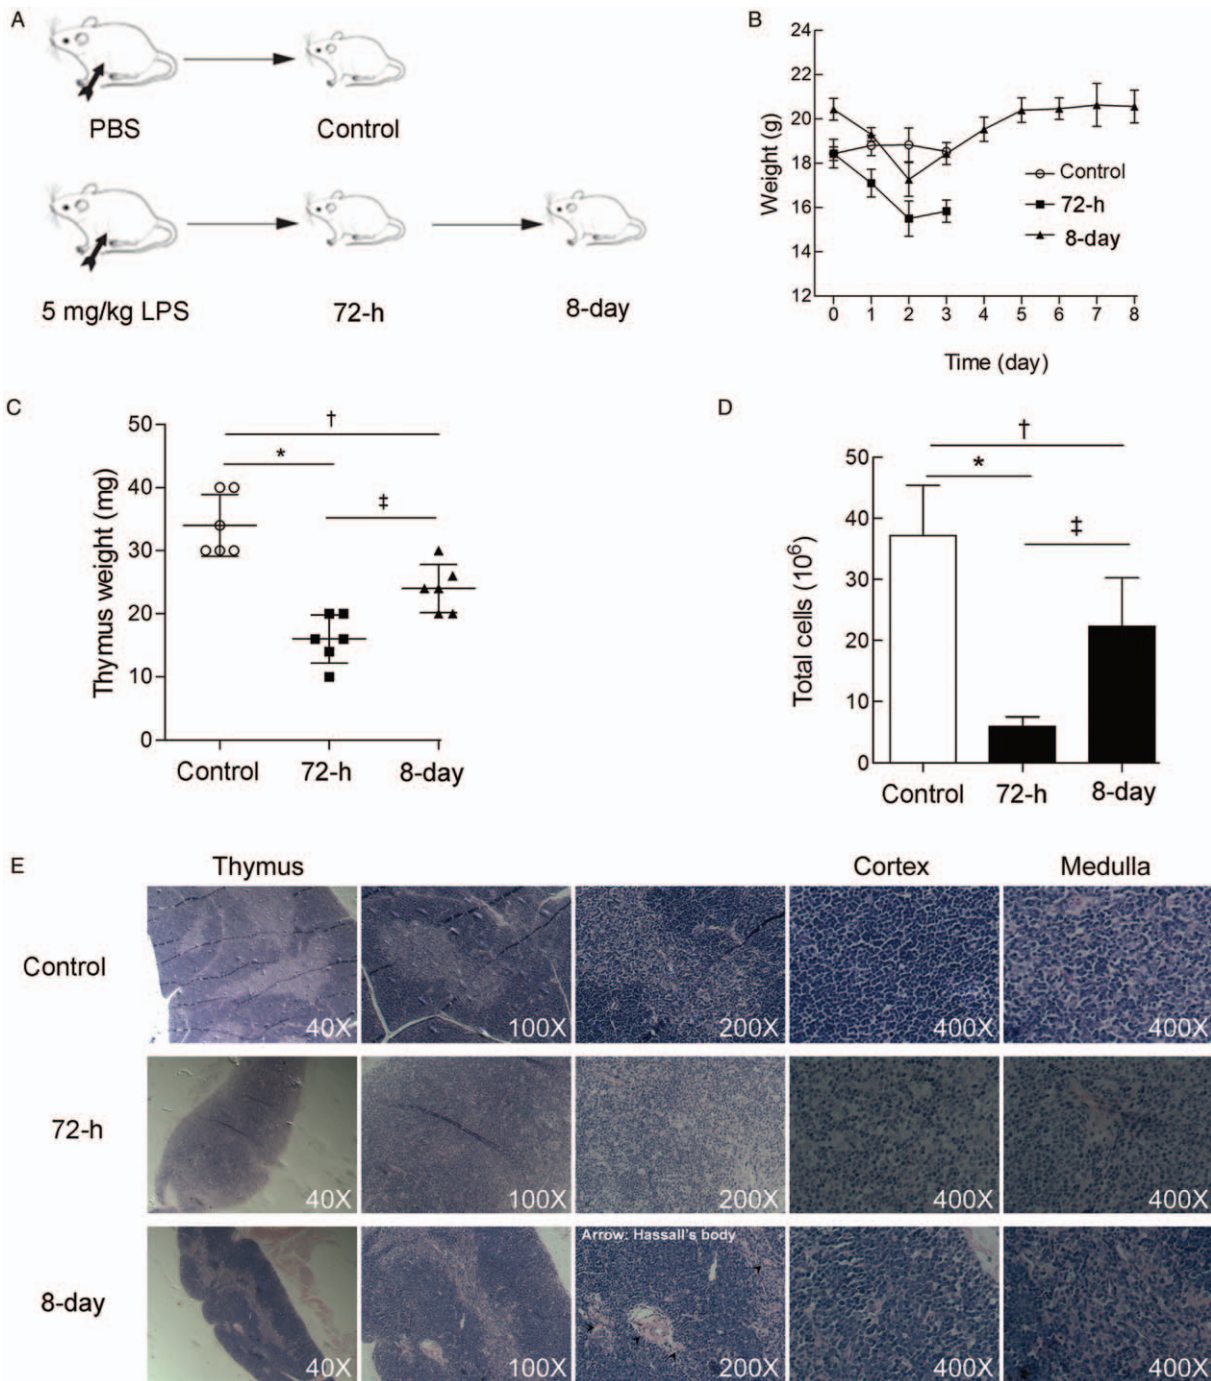 A
PBS
Control
5 mg/kg LPS
72-h
8-day
B
Weight (g)
24
22
20
18
16
14
12
Control
72-h
8-day
0 1 2 3 4 5 6 7 8
Time (day)
C
Thymus weight (mg)
50
40
30
20
10
0
†
*
‡
Control 72-h 8-day
D
Total cells (10⁶)
50
40
30
20
10
0
†
*
‡
Control 72-h 8-day
E
Thymus Cortex Medulla
Control
40X 100X 200X 400X 400X
72-h
40X 100X 200X 400X 400X
8-day
Arrow: Hassall's body
40X 100X 200X 400X 400X